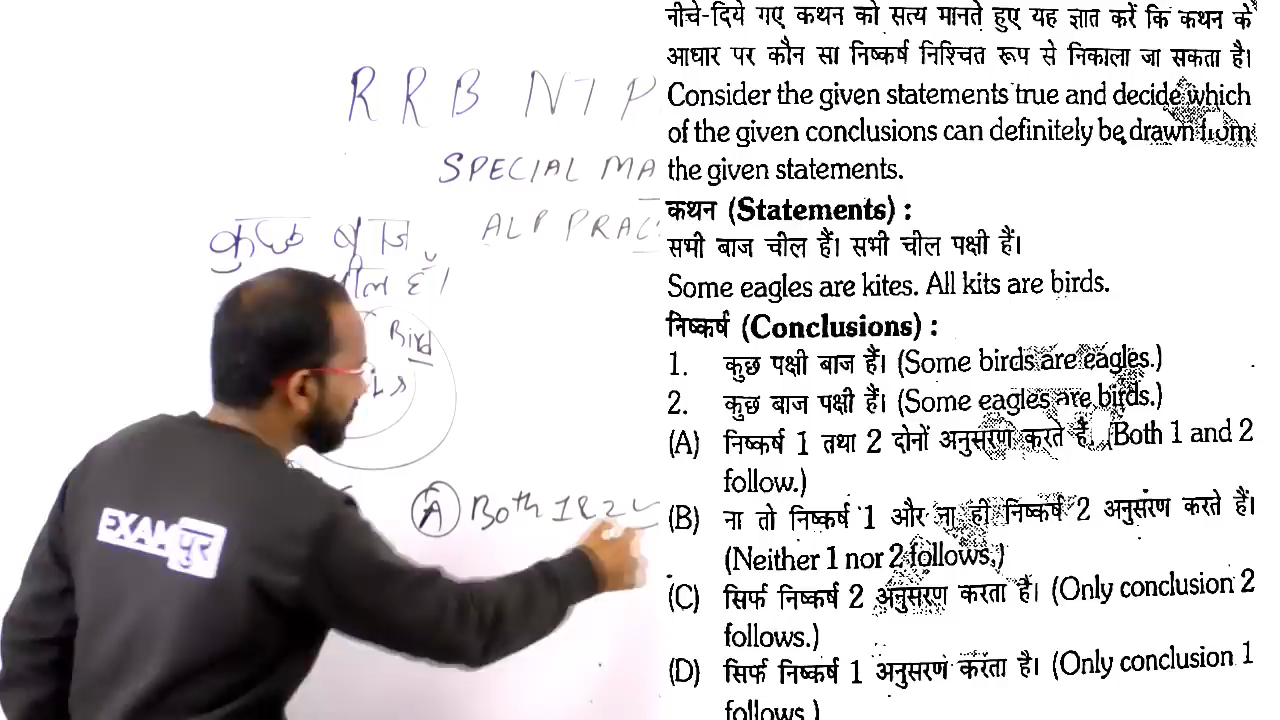 R R B N T P
SPECIAL MA
ALP PRAC
कुछ बाज
चील हैं।
Bird
Both 1 & 2
A
EXAMपुर
नीचे-दिये गए कथन को सत्य मानते हुए यह ज्ञात करें कि कथन के
आधार पर कौन सा निष्कर्ष निश्चित रूप से निकाला जा सकता है।
Consider the given statements true and decide which
of the given conclusions can definitely be drawn from
the given statements.
कथन (Statements) :
सभी बाज चील हैं। सभी चील पक्षी हैं।
Some eagles are kites. All kits are birds.
निष्कर्ष (Conclusions) :
1. कुछ पक्षी बाज हैं। (Some birds are eagles.)
2. कुछ बाज पक्षी हैं। (Some eagles are birds.)
(A) निष्कर्ष 1 तथा 2 दोनों अनुसरण करते हैं. (Both 1 and 2
follow.)
(B) ना तो निष्कर्ष 1 और ना ही निष्कर्ष 2 अनुसरण करते हैं।
(Neither 1 nor 2 follows.)
(C) सिर्फ निष्कर्ष 2 अनुसरण करता है। (Only conclusion 2
follows.)
(D) सिर्फ निष्कर्ष 1 अनुसरण करता है। (Only conclusion 1
follows.)